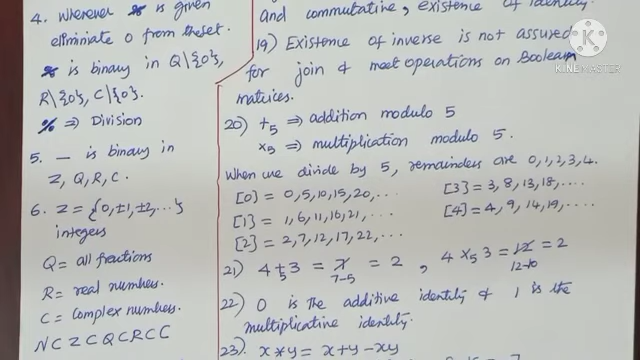 4. Wherever % is given
eliminate 0 from the set.
% is binary in Q\{0},
R\{0}, C\{0}.
% ⇒ Division
5. — is binary in
Z, Q, R, C.
6. Z = {0, ±1, ±2, ...}
integers
Q = all fractions
R = real numbers.
C = complex numbers.
N ⊂ Z ⊂ Q ⊂ R ⊂ C
and commutative, existence of identity.
19) Existence of inverse is not assured
for join & meet operations on Boolean
matrices.
20) +₅ ⇒ addition modulo 5
×₅ ⇒ multiplication modulo 5.
When we divide by 5, remainders are 0, 1, 2, 3, 4.
[0] = 0, 5, 10, 15, 20, ... [3] = 3, 8, 13, 18, ....
[1] = 1, 6, 11, 16, 21, ... [4] = 4, 9, 14, 19, ...
[2] = 2, 7, 12, 17, 22, ...
21) 4 +₅ 3 = 7 = 2 , 4 ×₅ 3 = 12 = 2
7-5 12-10
22) 0 is the additive identity & 1 is the
multiplicative identity.
23) x * y = x + y - xy
KINEMASTER